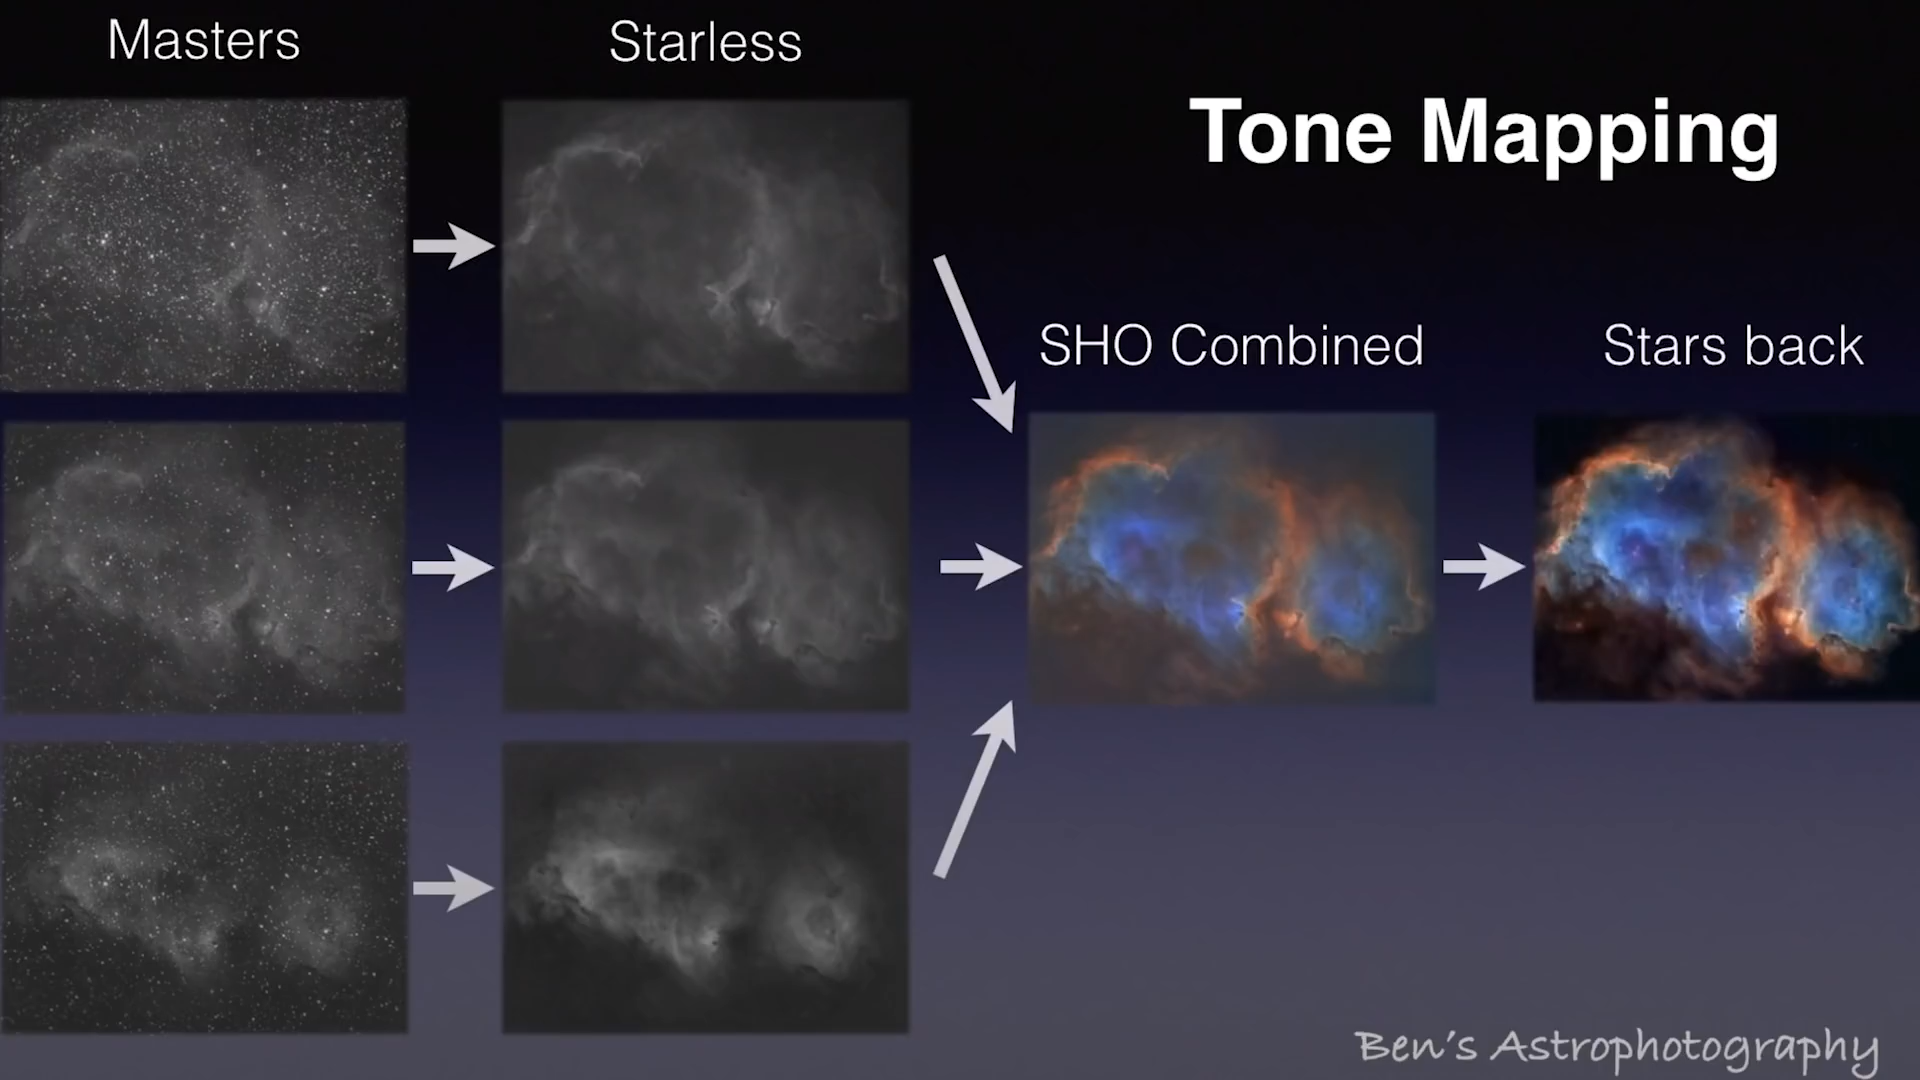 Masters
Starless
Tone Mapping
SHO Combined
Stars back
Ben's Astrophotography